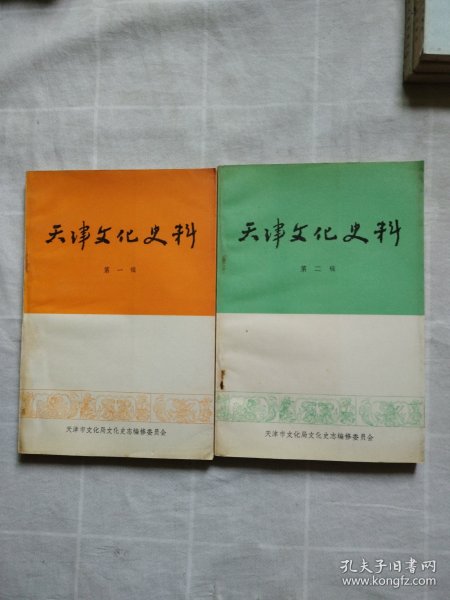 天津文化史料
第一辑
天津市文化局文化史志编修委员会
天津文化史料
第二辑
天津市文化局文化史志编修委员会
孔夫子旧书网
www.kongfz.com